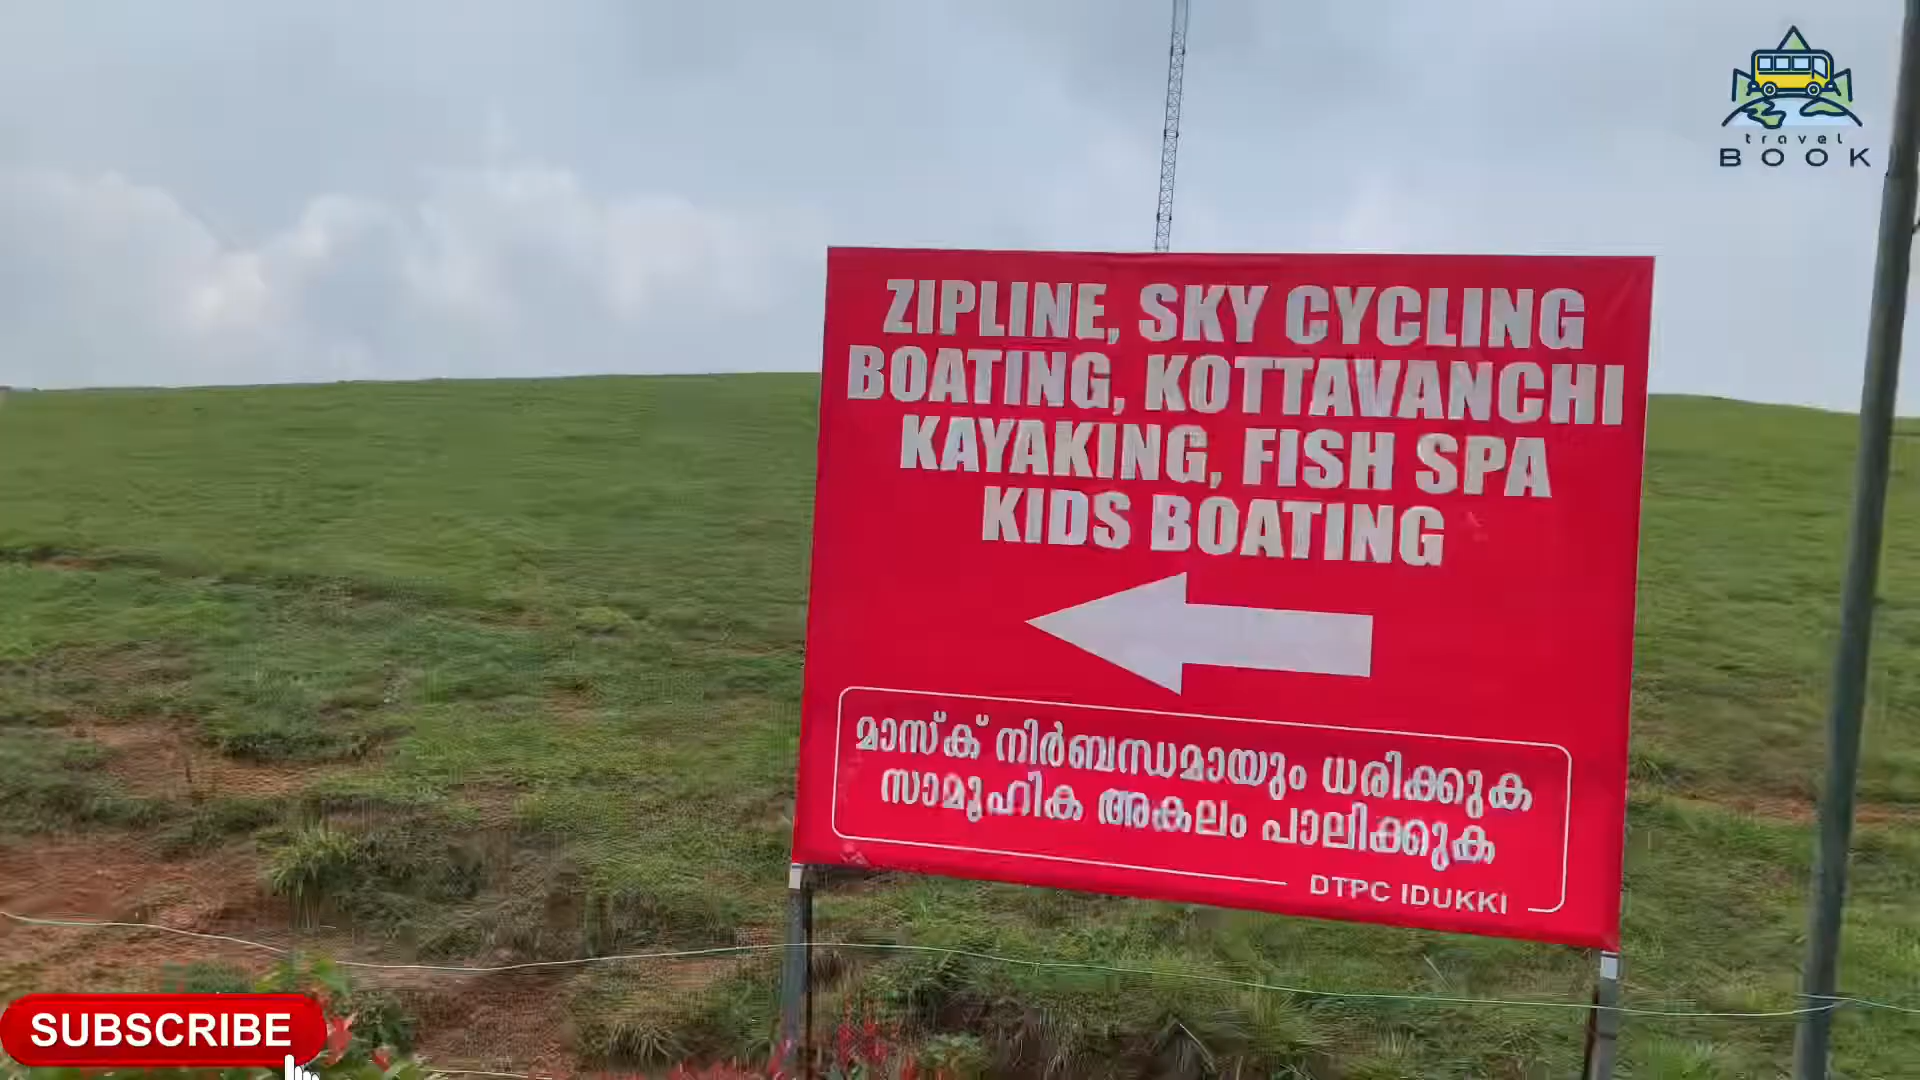 travel
BOOK
ZIPLINE, SKY CYCLING
BOATING, KOTTAVANCHI
KAYAKING, FISH SPA
KIDS BOATING
മാസ്ക് നിർബന്ധമായും ധരിക്കുക
സാമൂഹിക അകലം പാലിക്കുക
DTPC IDUKKI
SUBSCRIBE